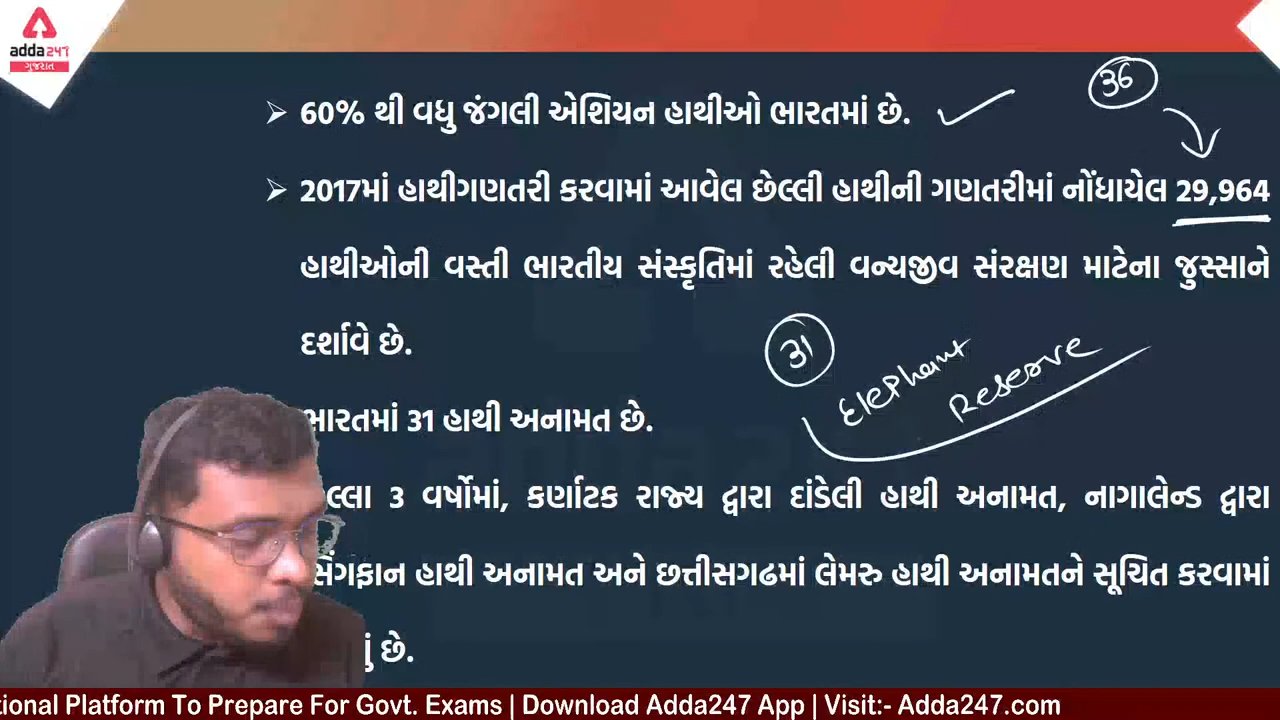 adda247
ગુજરાત
36
➢ 60% થી વધુ જંગલી એશિયન હાથીઓ ભારતમાં છે.
➢ 2017માં હાથીગણતરી કરવામાં આવેલ છેલ્લી હાથીની ગણતરીમાં નોંધાયેલ 29,964
હાથીઓની વસ્તી ભારતીય સંસ્કૃતિમાં રહેલી વન્યજીવ સંરક્ષણ માટેના જુસ્સાને
દર્શાવે છે.
31 Elephant Reserve
ભારતમાં 31 હાથી અનામત છે.
3 વર્ષોમાં, કર્ણાટક રાજ્ય દ્વારા દાંડેલી હાથી અનામત, નાગાલેન્ડ દ્વારા
સિંગફાન હાથી અનામત અને છત્તીસગઢમાં લેમરુ હાથી અનામતને સૂચિત કરવામાં
છે.
tional Platform To Prepare For Govt. Exams | Download Adda247 App | Visit:- Adda247.com